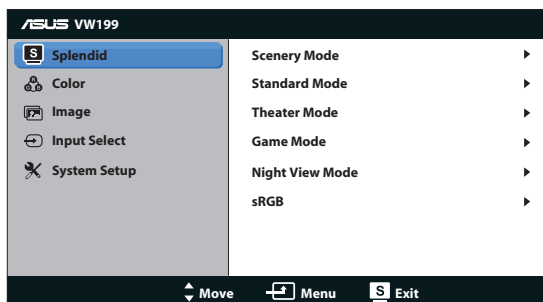 ASUS VW199
S Splendid
Color
Image
Input Select
System Setup
Scenery Mode
Standard Mode
Theater Mode
Game Mode
Night View Mode
sRGB
Move Menu S Exit